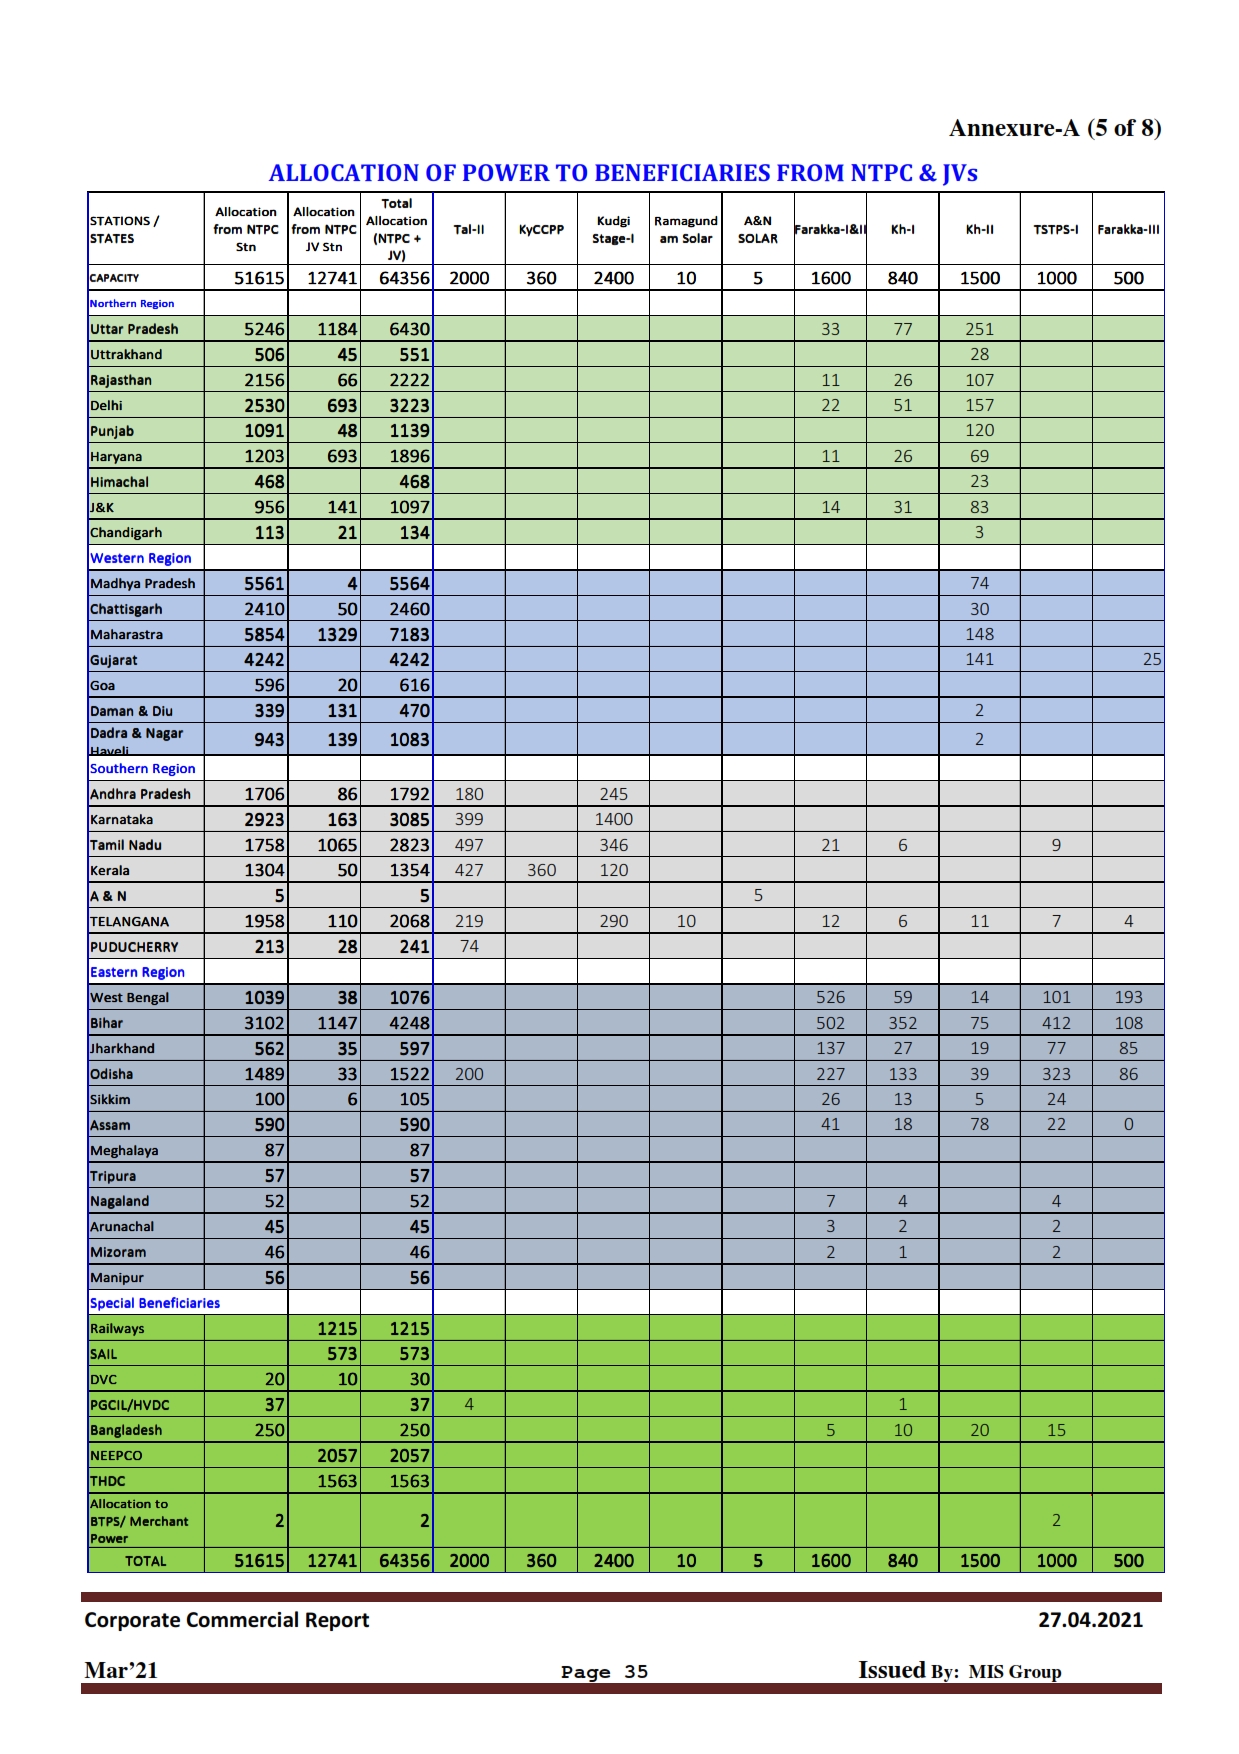 Annexure-A (5 of 8)
ALLOCATION OF POWER TO BENEFICIARIES FROM NTPC & JVs
STATIONS / STATES Allocation from NTPC Stn Allocation from NTPC JV Stn Total Allocation (NTPC + JV) Tal-II KyCCPP Kudgi Stage-I Ramagund am Solar A&N SOLAR Farakka-I&II Kh-I Kh-II TSTPS-I Farakka-III
CAPACITY 51615 12741 64356 2000 360 2400 10 5 1600 840 1500 1000 500
Northern Region
Uttar Pradesh 5246 1184 6430 33 77 251
Uttrakhand 506 45 551 28
Rajasthan 2156 66 2222 11 26 107
Delhi 2530 693 3223 22 51 157
Punjab 1091 48 1139 120
Haryana 1203 693 1896 11 26 69
Himachal 468 468 23
J&K 956 141 1097 14 31 83
Chandigarh 113 21 134 3
Western Region
Madhya Pradesh 5561 4 5564 74
Chattisgarh 2410 50 2460 30
Maharastra 5854 1329 7183 148
Gujarat 4242 4242 141 25
Goa 596 20 616
Daman & Diu 339 131 470 2
Dadra & Nagar Haveli 943 139 1083 2
Southern Region
Andhra Pradesh 1706 86 1792 180 245
Karnataka 2923 163 3085 399 1400
Tamil Nadu 1758 1065 2823 497 346 21 6 9
Kerala 1304 50 1354 427 360 120
A & N 5 5 5
TELANGANA 1958 110 2068 219 290 10 12 6 11 7 4
PUDUCHERRY 213 28 241 74
Eastern Region
West Bengal 1039 38 1076 526 59 14 101 193
Bihar 3102 1147 4248 502 352 75 412 108
Jharkhand 562 35 597 137 27 19 77 85
Odisha 1489 33 1522 200 227 133 39 323 86
Sikkim 100 6 105 26 13 5 24
Assam 590 590 41 18 78 22 0
Meghalaya 87 87
Tripura 57 57
Nagaland 52 52 7 4 4
Arunachal 45 45 3 2 2
Mizoram 46 46 2 1 2
Manipur 56 56
Special Beneficiaries
Railways 1215 1215
SAIL 573 573
DVC 20 10 30
PGCIL/HVDC 37 37 4 1
Bangladesh 250 250 5 10 20 15
NEEPCO 2057 2057
THDC 1563 1563
Allocation to BTPS/ Merchant Power 2 2 2
TOTAL 51615 12741 64356 2000 360 2400 10 5 1600 840 1500 1000 500
Corporate Commercial Report 27.04.2021
Mar’21 Page 35 Issued By: MIS Group